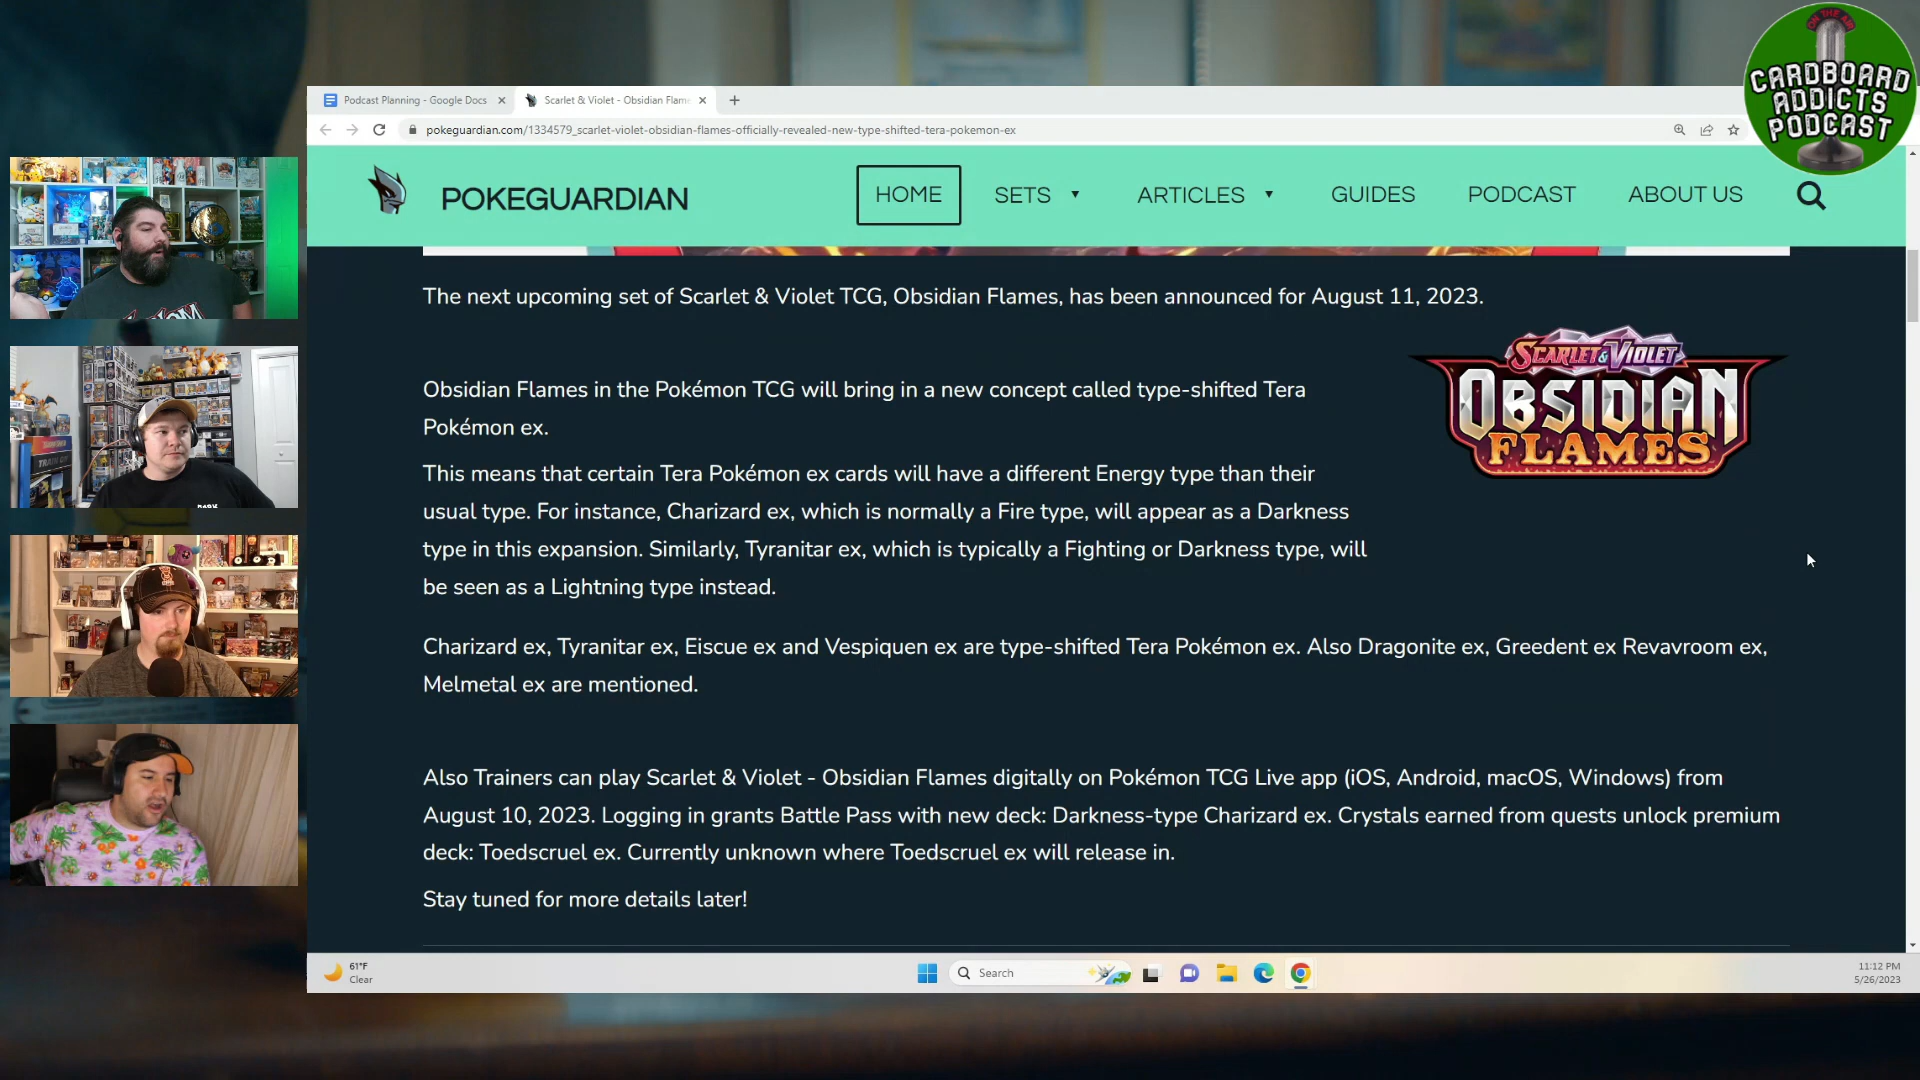 ON THE AIR
CARDBOARD
ADDICTS
PODCAST
Podcast Planning - Google Docs
Scarlet & Violet - Obsidian Flame
pokeguardian.com/1334579_scarlet-violet-obsidian-flames-officially-revealed-new-type-shifted-tera-pokemon-ex
POKEGUARDIAN
HOME SETS ARTICLES GUIDES PODCAST ABOUT US
The next upcoming set of Scarlet & Violet TCG, Obsidian Flames, has been announced for August 11, 2023.
SCARLET & VIOLET
OBSIDIAN
FLAMES
Obsidian Flames in the Pokémon TCG will bring in a new concept called type-shifted Tera
Pokémon ex.
This means that certain Tera Pokémon ex cards will have a different Energy type than their
usual type. For instance, Charizard ex, which is normally a Fire type, will appear as a Darkness
type in this expansion. Similarly, Tyranitar ex, which is typically a Fighting or Darkness type, will
be seen as a Lightning type instead.
Charizard ex, Tyranitar ex, Eiscue ex and Vespiquen ex are type-shifted Tera Pokémon ex. Also Dragonite ex, Greedent ex Revavroom ex,
Melmetal ex are mentioned.
Also Trainers can play Scarlet & Violet - Obsidian Flames digitally on Pokémon TCG Live app (iOS, Android, macOS, Windows) from
August 10, 2023. Logging in grants Battle Pass with new deck: Darkness-type Charizard ex. Crystals earned from quests unlock premium
deck: Toedscruel ex. Currently unknown where Toedscruel ex will release in.
Stay tuned for more details later!
61°F
Clear
Search
11:12 PM
5/26/2023